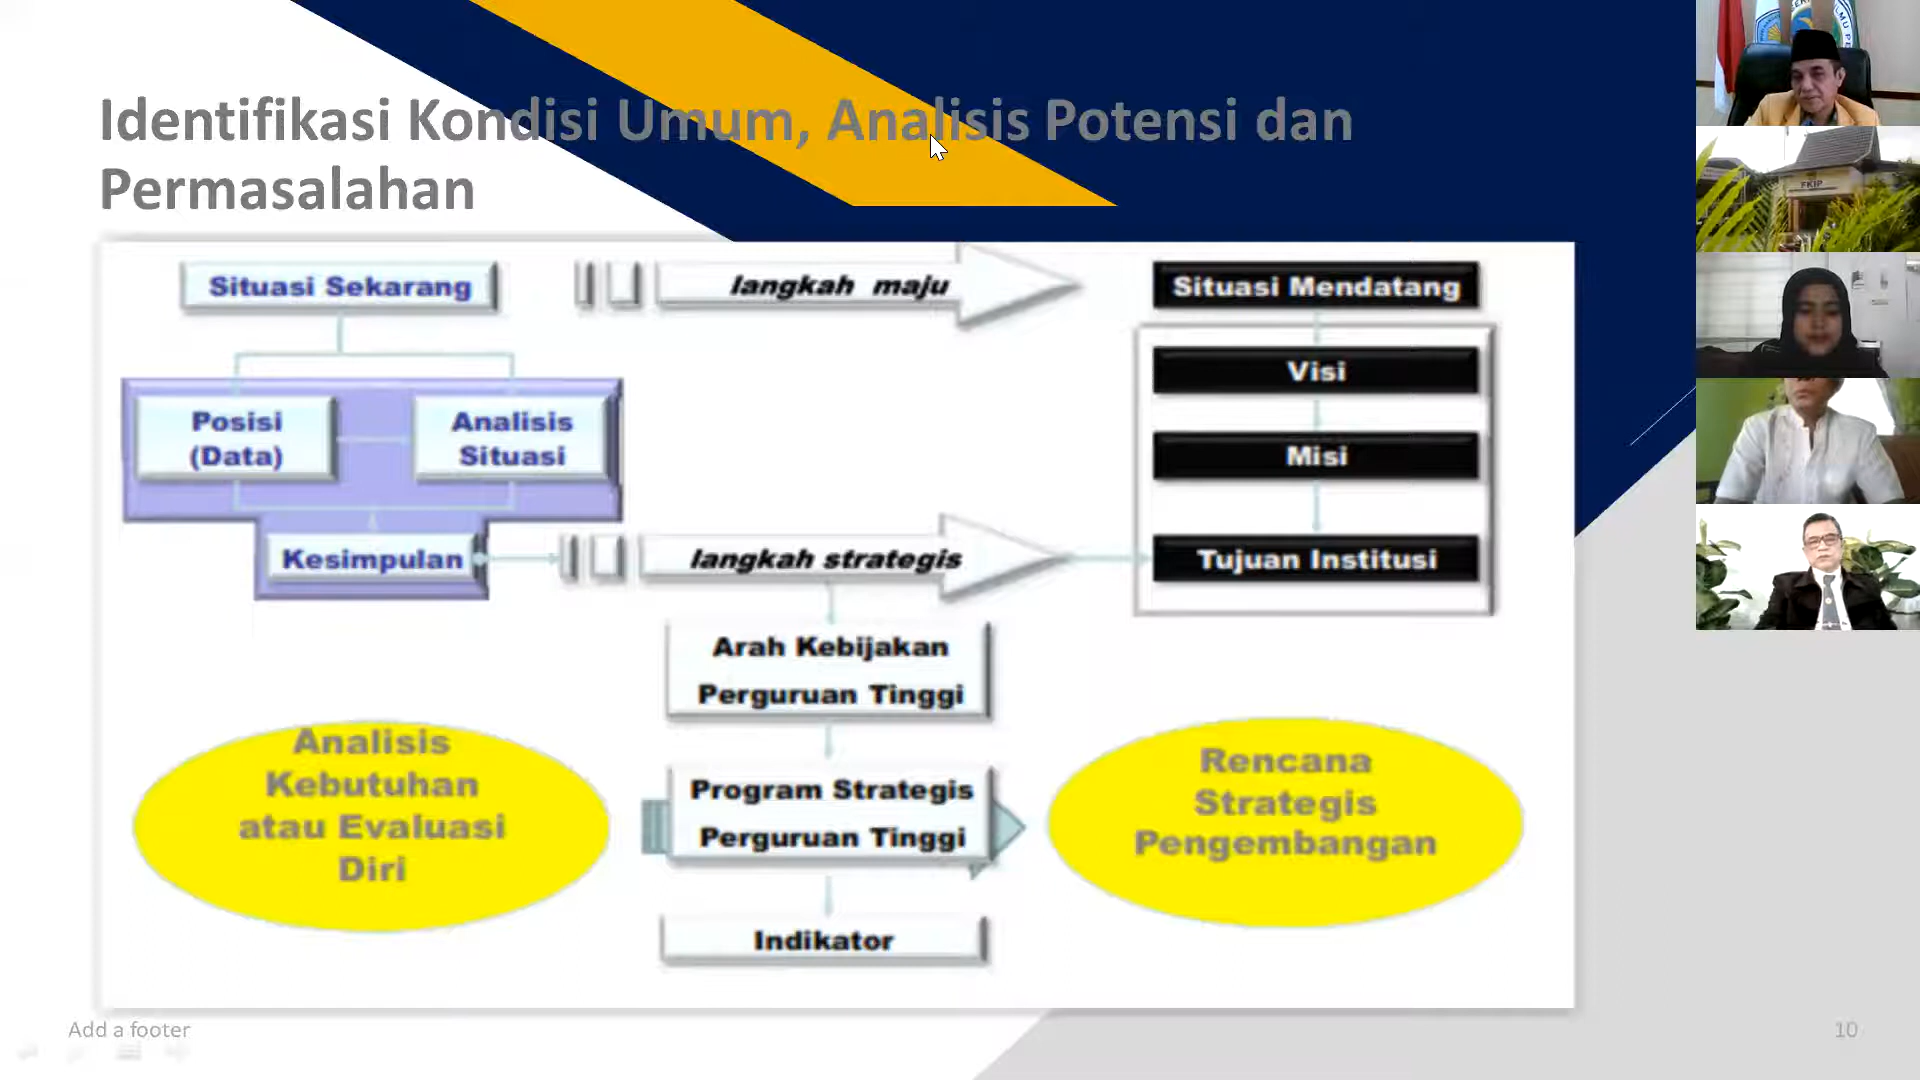 Identifikasi Kondisi Umum, Analisis Potensi dan
Permasalahan
Situasi Sekarang
langkah maju
Situasi Mendatang
Visi
Misi
Tujuan Institusi
Posisi
(Data)
Analisis
Situasi
Kesimpulan
langkah strategis
Arah Kebijakan
Perguruan Tinggi
Program Strategis
Perguruan Tinggi
Indikator
Analisis
Kebutuhan
atau Evaluasi
Diri
Rencana
Strategis
Pengembangan
Add a footer
10
FKIP